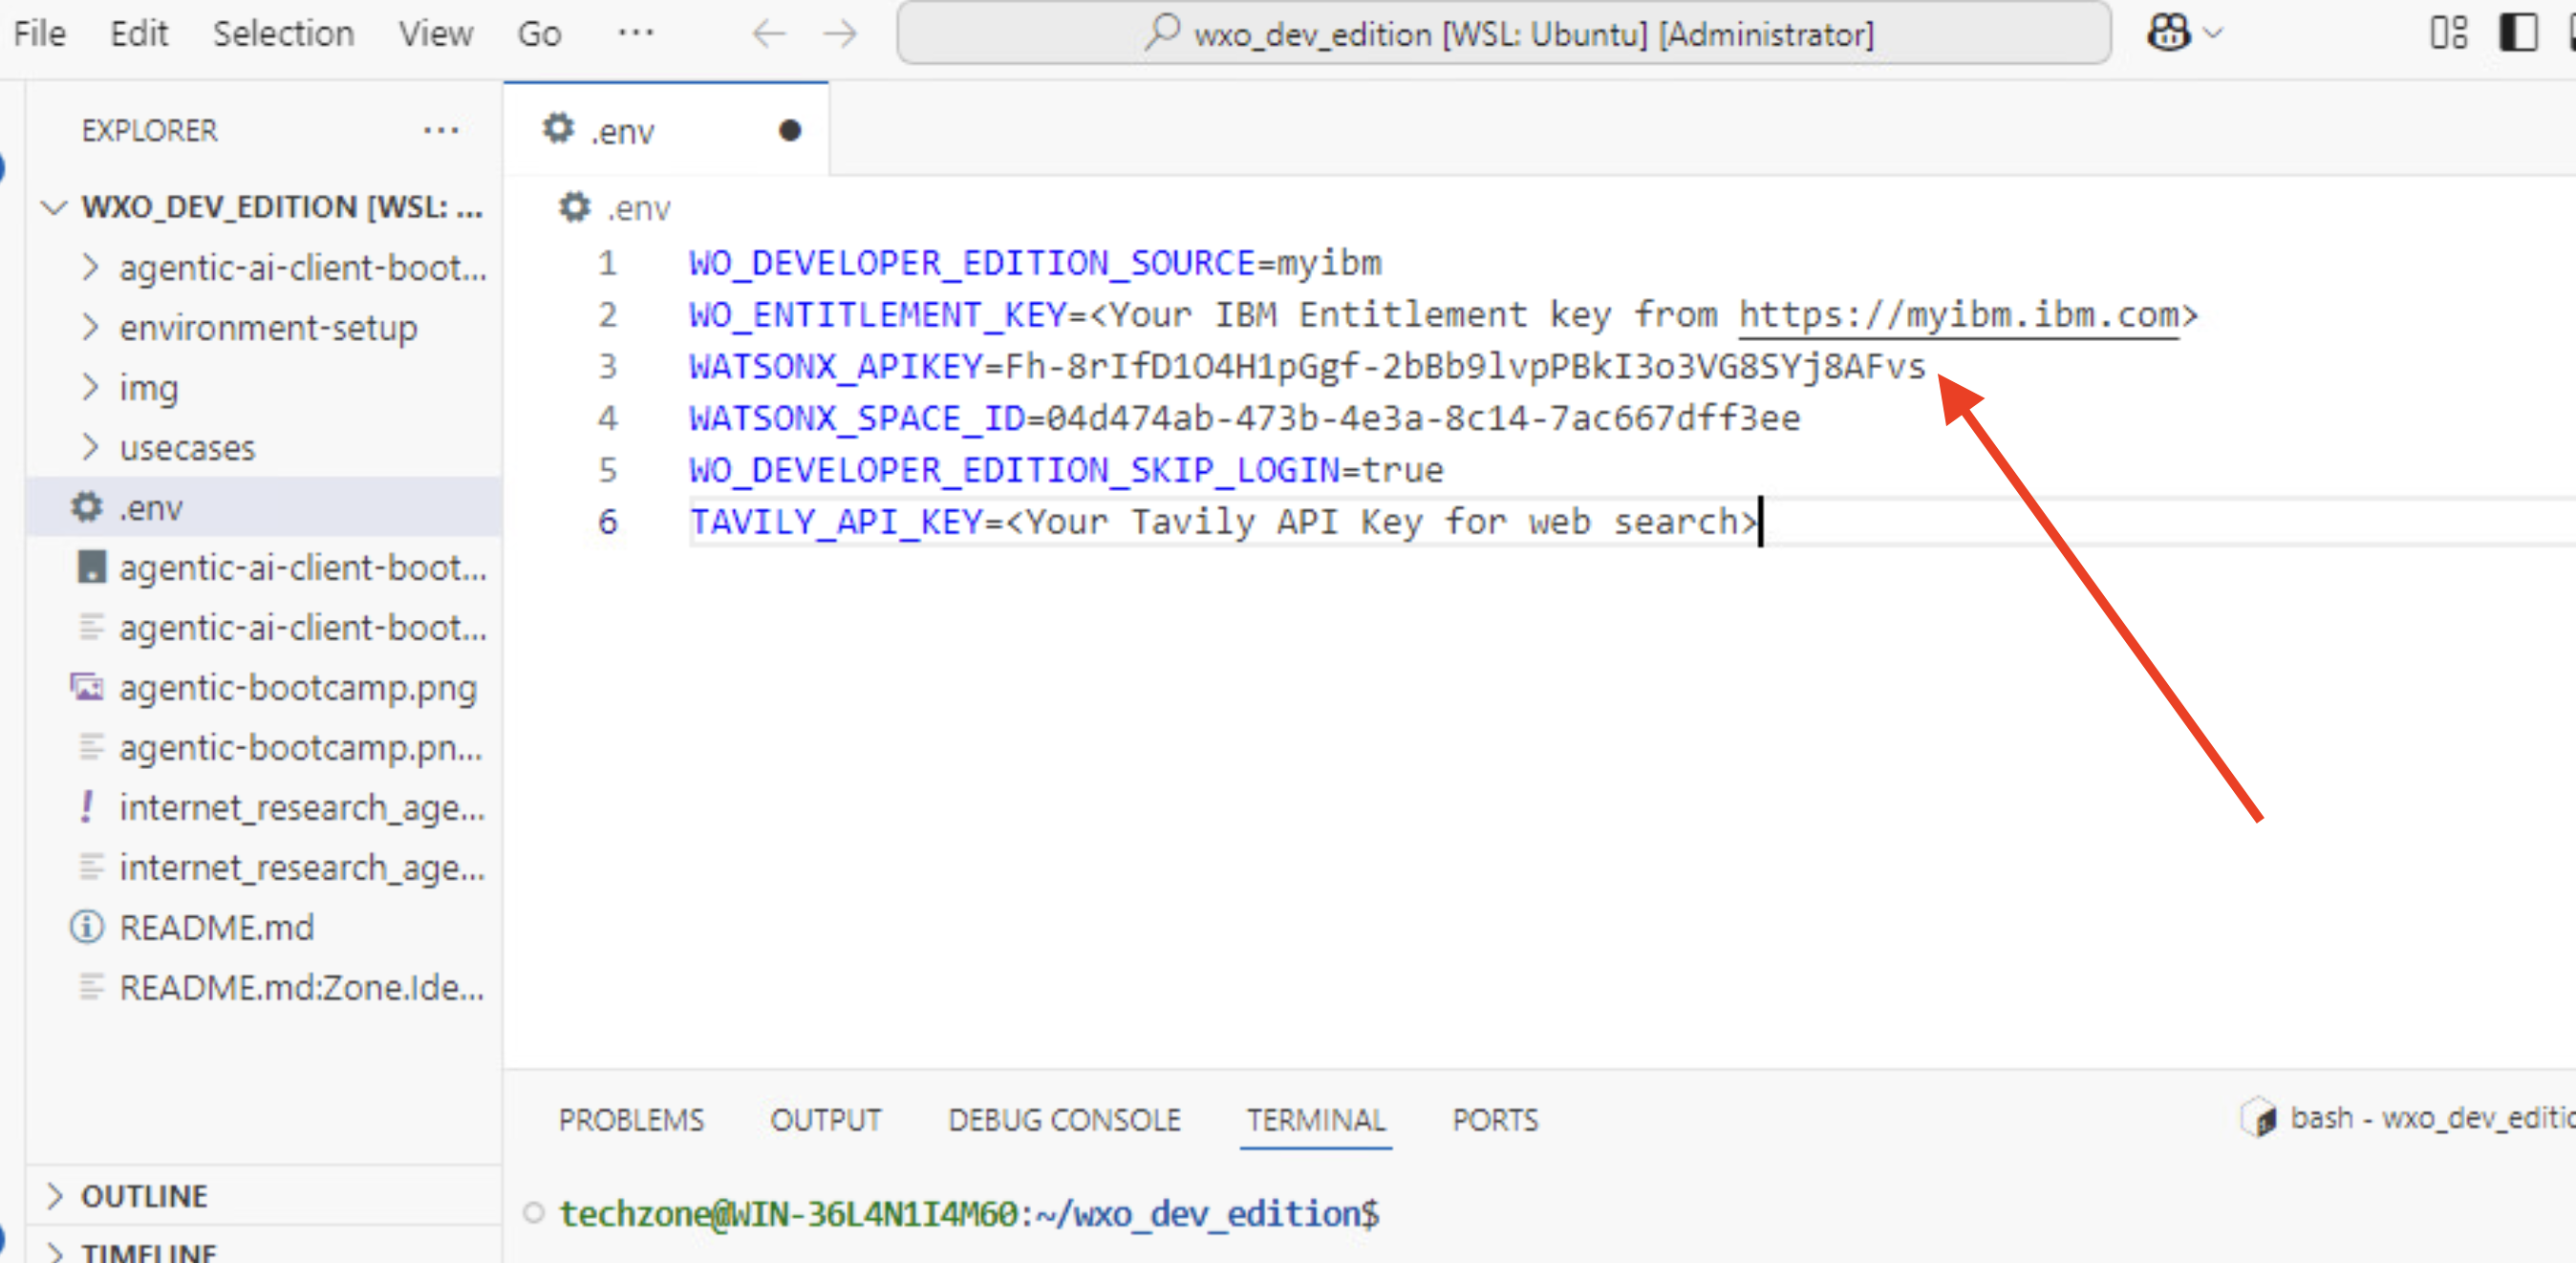 File Edit Selection View Go ···
wxo_dev_edition [WSL: Ubuntu] [Administrator]
EXPLORER ···
WXO_DEV_EDITION [WSL: ...
agentic-ai-client-boot...
environment-setup
img
usecases
.env
agentic-ai-client-boot...
agentic-ai-client-boot...
agentic-bootcamp.png
agentic-bootcamp.pn...
internet_research_age...
internet_research_age...
README.md
README.md:Zone.Ide...
OUTLINE
TIMELINE
.env
.env
1 WO_DEVELOPER_EDITION_SOURCE=myibm
2 WO_ENTITLEMENT_KEY=<Your IBM Entitlement key from https://myibm.ibm.com>
3 WATSONX_APIKEY=Fh-8rIfD1O4H1pGgf-2bBb9lvpPBkI3o3VG8SYj8AFvs
4 WATSONX_SPACE_ID=04d474ab-473b-4e3a-8c14-7ac667dff3ee
5 WO_DEVELOPER_EDITION_SKIP_LOGIN=true
6 TAVILY_API_KEY=<Your Tavily API Key for web search>
PROBLEMS OUTPUT DEBUG CONSOLE TERMINAL PORTS
bash - wxo_dev_editio
techzone@WIN-36L4N1I4M60:~/wxo_dev_edition$